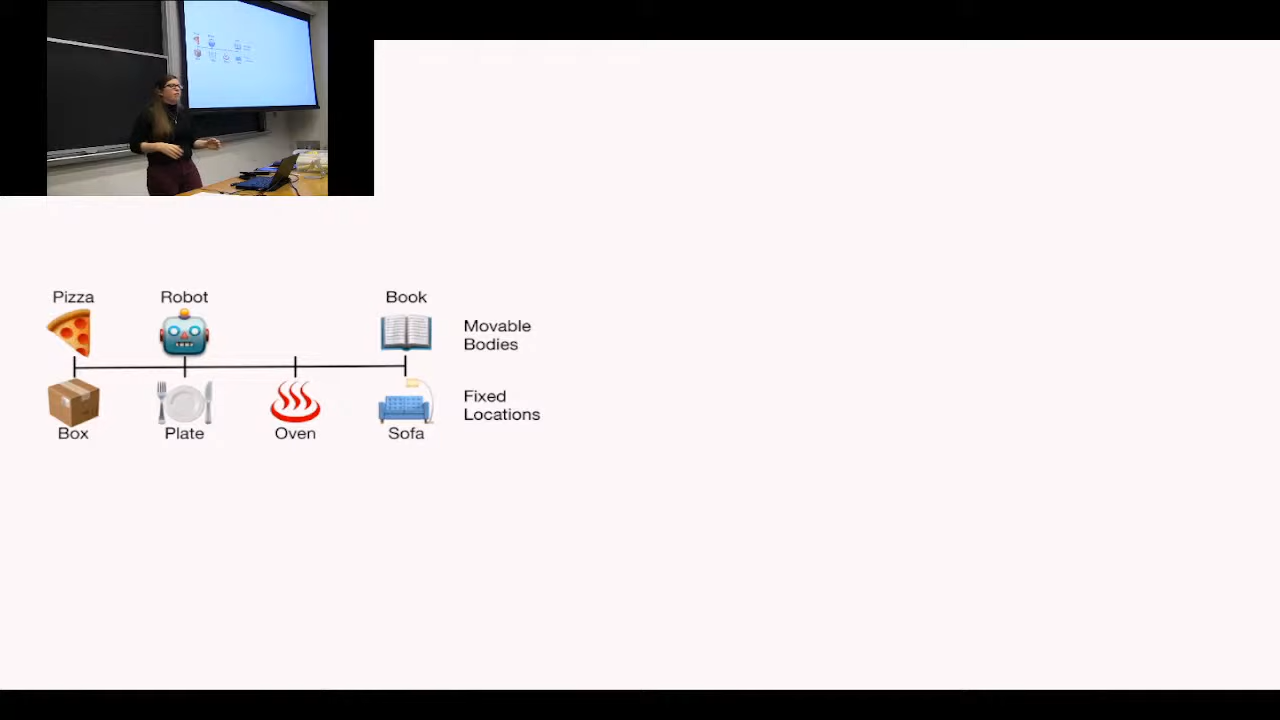 Pizza
Robot
Book
Movable
Bodies
Fixed
Locations
Box
Plate
Oven
Sofa